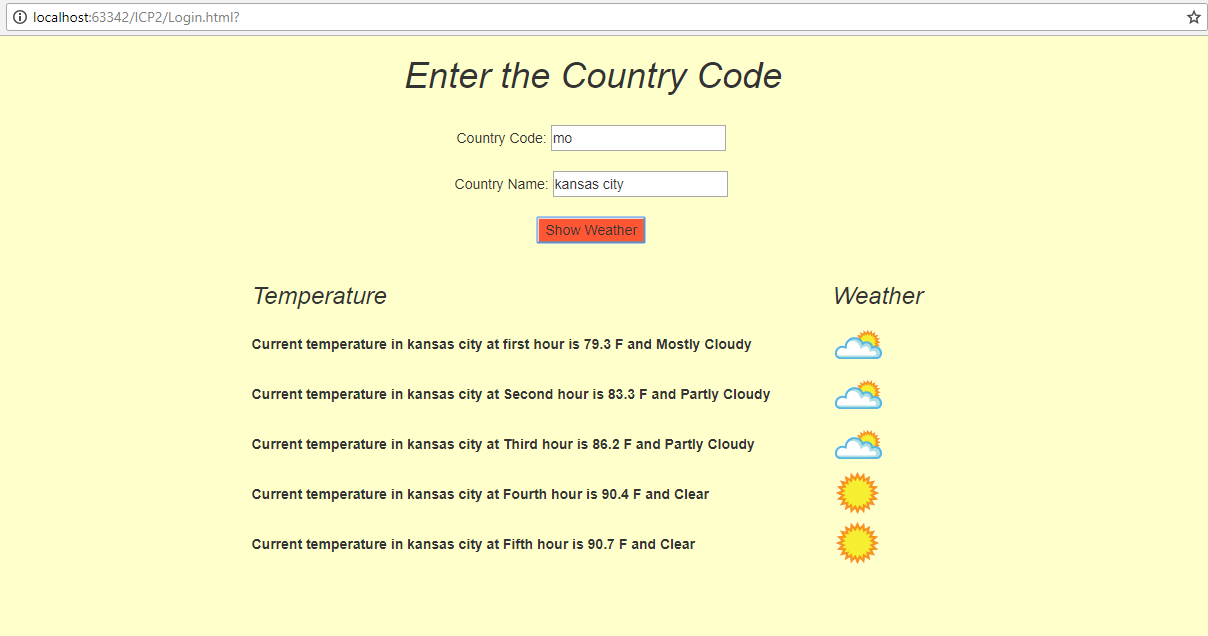 localhost:63342/ICP2/Login.html?
Enter the Country Code
Country Code: mo
Country Name: kansas city
Show Weather
Temperature Weather
Current temperature in kansas city at first hour is 79.3 F and Mostly Cloudy
Current temperature in kansas city at Second hour is 83.3 F and Partly Cloudy
Current temperature in kansas city at Third hour is 86.2 F and Partly Cloudy
Current temperature in kansas city at Fourth hour is 90.4 F and Clear
Current temperature in kansas city at Fifth hour is 90.7 F and Clear